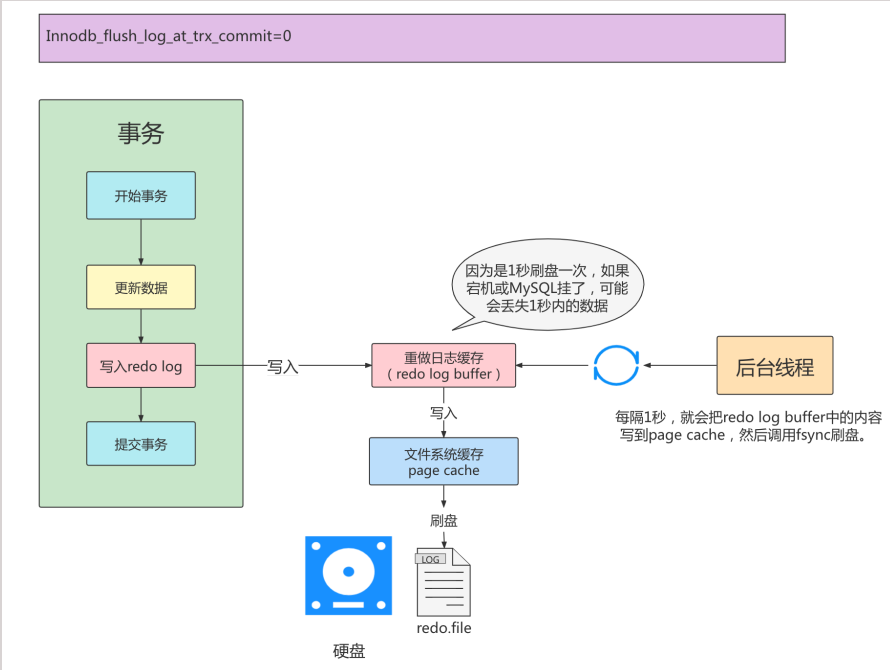 Innodb_flush_log_at_trx_commit=0
事务
开始事务
更新数据
写入redo log
提交事务
写入
因为是1秒刷盘一次，如果
宕机或MySQL挂了，可能
会丢失1秒内的数据
重做日志缓存
（redo log buffer）
写入
文件系统缓存
page cache
刷盘
LOG
redo.file
硬盘
后台线程
每隔1秒，就会把redo log buffer中的内容
写到page cache，然后调用fsync刷盘。